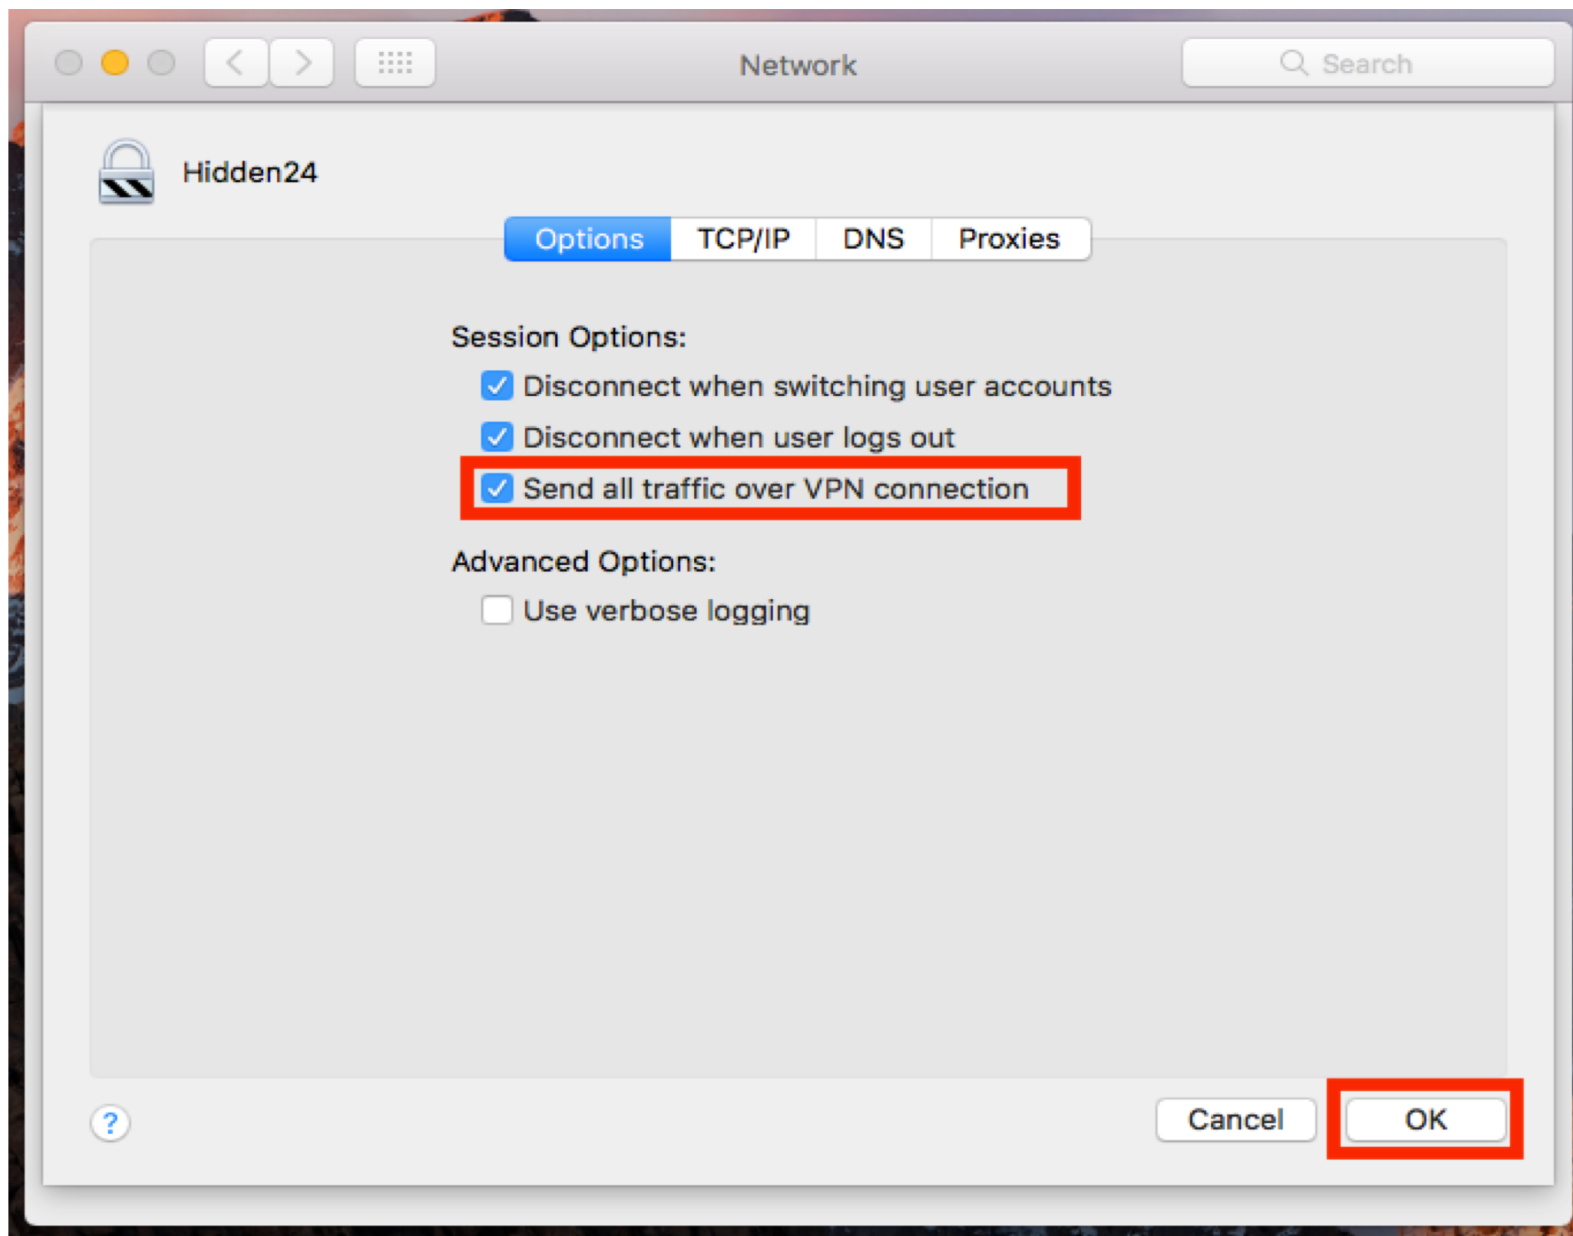 Network
Search
Hidden24
Options TCP/IP DNS Proxies
Session Options:
Disconnect when switching user accounts
Disconnect when user logs out
Send all traffic over VPN connection
Advanced Options:
Use verbose logging
? Cancel OK